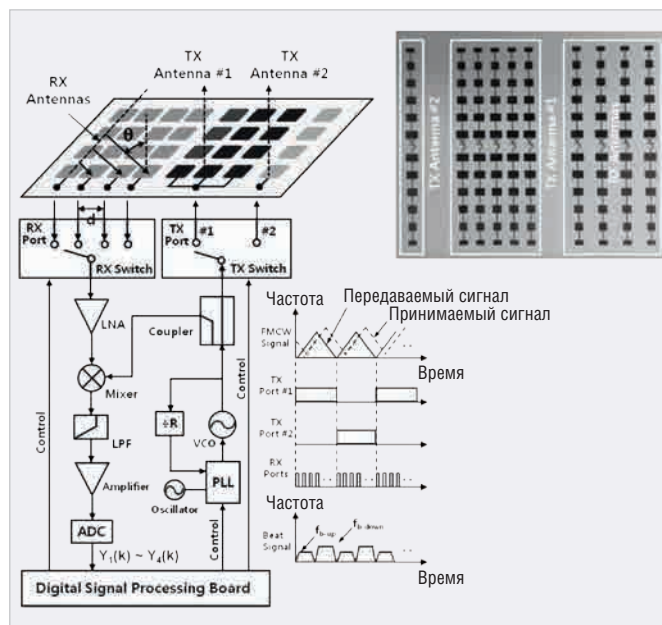 RX
Antennas
TX
Antenna #1
TX
Antenna #2
θ
d
RX
Port
RX Switch
TX
Port
#1
#2
TX Switch
LNA
Coupler
Mixer
÷R
VCO
LPF
PLL
Oscillator
Amplifier
ADC
Control
Control
Control
Y₁(k) ~ Y₄(k)
Digital Signal Processing Board
TX Antenna #2
TX Antenna #1
Частота
Передаваемый сигнал
Принимаемый сигнал
FMCW
Signal
Время
TX
Port #1
TX
Port #2
RX
Ports
Частота
Beat
Signal
fb-up
fb-down
Время